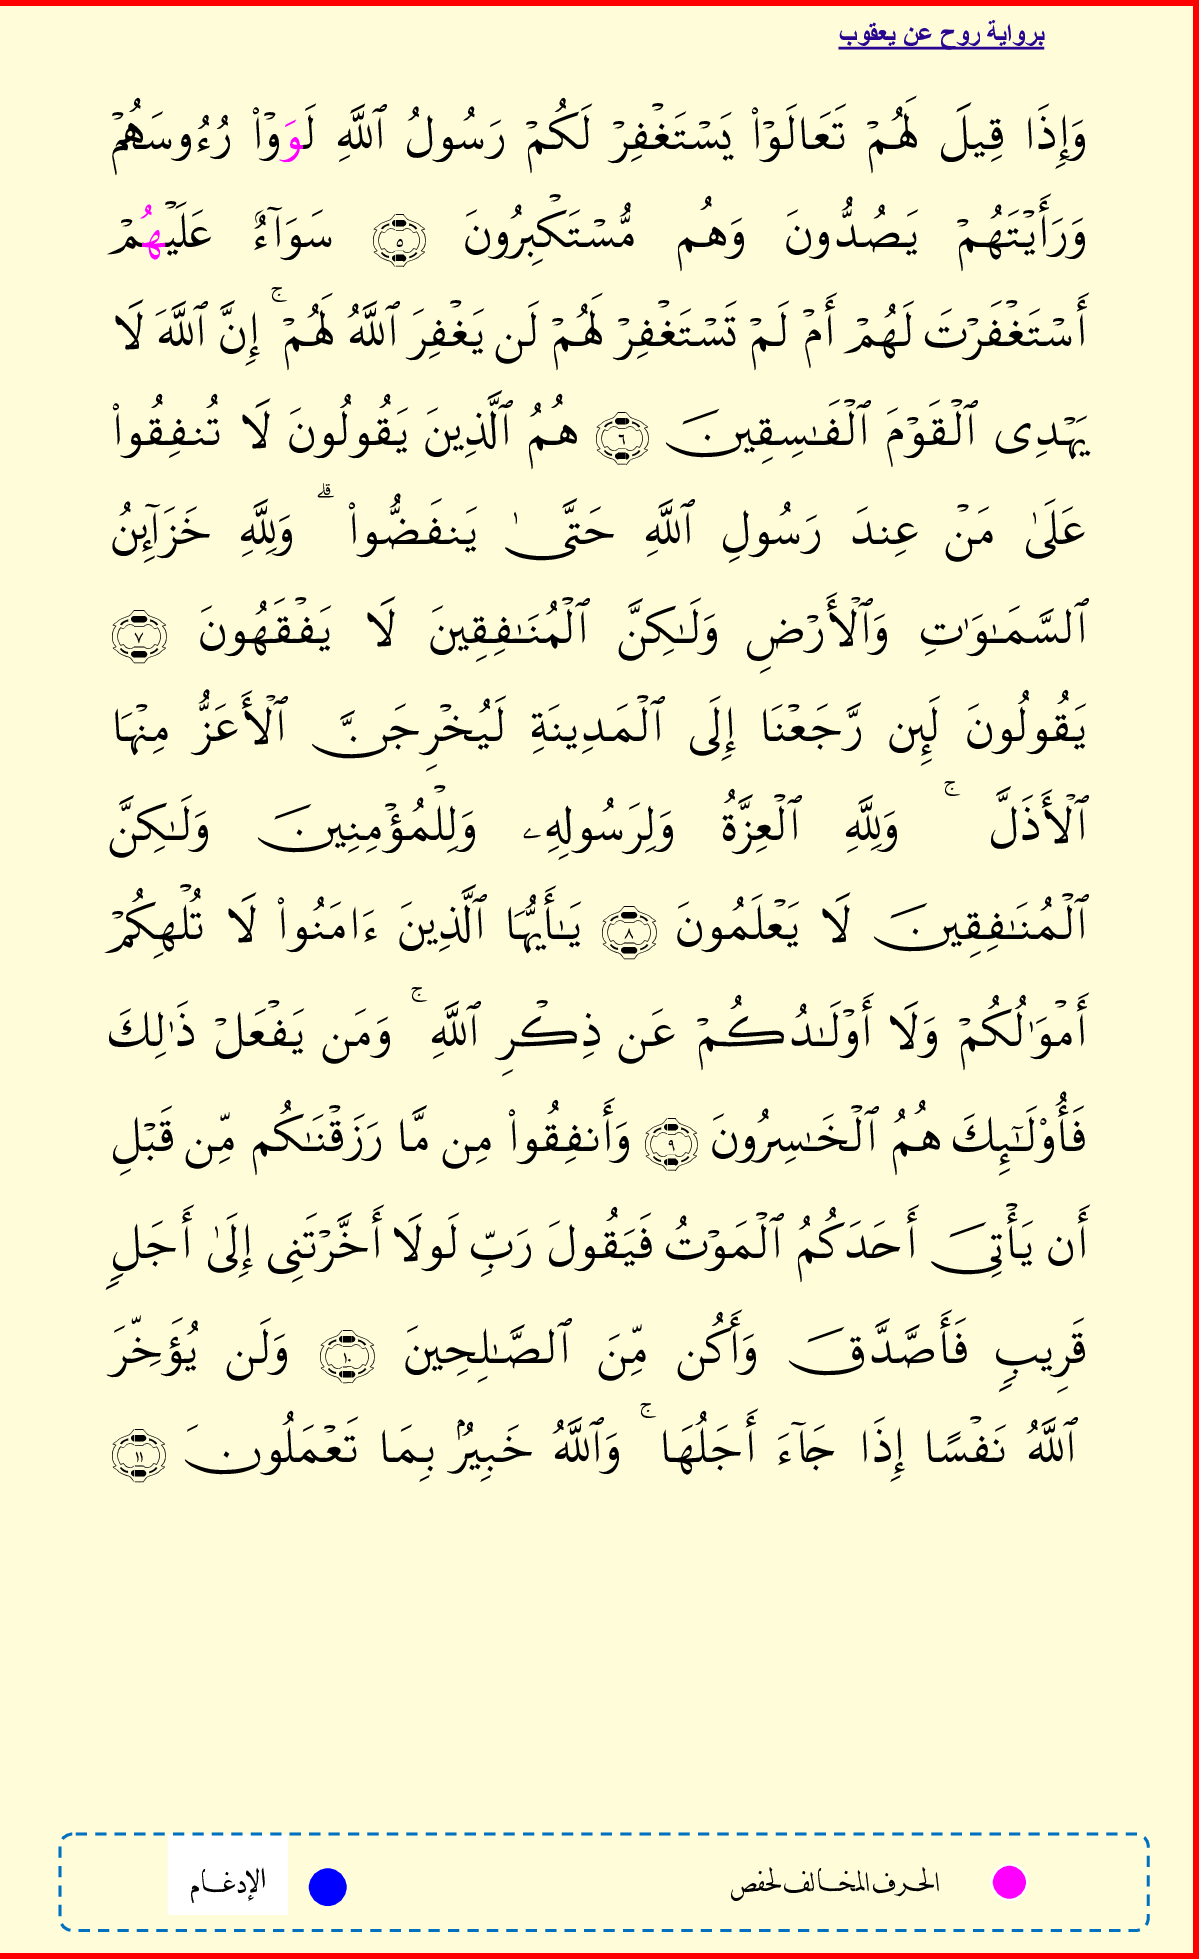 برواية روح عن يعقوب
وَإِذَا قِيلَ لَهُمْ تَعَالَوْا۟ يَسْتَغْفِرْ لَكُمْ رَسُولُ ٱللَّهِ لَوَوْا۟ رُءُوسَهُمْ
وَرَأَيْتَهُمْ يَصُدُّونَ وَهُم مُّسْتَكْبِرُونَ ٥ سَوَآءٌ عَلَيْهُمْ
أَسْتَغْفَرْتَ لَهُمْ أَمْ لَمْ تَسْتَغْفِرْ لَهُمْ لَن يَغْفِرَ ٱللَّهُ لَهُمْ ۚ إِنَّ ٱللَّهَ لَا
يَهْدِى ٱلْقَوْمَ ٱلْفَـٰسِقِينَ ٦ هُمُ ٱلَّذِينَ يَقُولُونَ لَا تُنفِقُوا۟
عَلَىٰ مَنْ عِندَ رَسُولِ ٱللَّهِ حَتَّىٰ يَنفَضُّوا۟ ۗ وَلِلَّهِ خَزَآئِنُ
ٱلسَّمَـٰوَٰتِ وَٱلْأَرْضِ وَلَـٰكِنَّ ٱلْمُنَـٰفِقِينَ لَا يَفْقَهُونَ ٧
يَقُولُونَ لَئِن رَّجَعْنَا إِلَى ٱلْمَدِينَةِ لَيُخْرِجَنَّ ٱلْأَعَزُّ مِنْهَا
ٱلْأَذَلَّ ۚ وَلِلَّهِ ٱلْعِزَّةُ وَلِرَسُولِهِۦ وَلِلْمُؤْمِنِينَ وَلَـٰكِنَّ
ٱلْمُنَـٰفِقِينَ لَا يَعْلَمُونَ ٨ يَـٰأَيُّهَا ٱلَّذِينَ ءَامَنُوا۟ لَا تُلْهِكُمْ
أَمْوَٰلُكُمْ وَلَا أَوْلَـٰدُكُمْ عَن ذِكْرِ ٱللَّهِ ۚ وَمَن يَفْعَلْ ذَٰلِكَ
فَأُوْلَـٰٓئِكَ هُمُ ٱلْخَـٰسِرُونَ ٩ وَأَنفِقُوا۟ مِن مَّا رَزَقْنَـٰكُم مِّن قَبْلِ
أَن يَأْتِىَ أَحَدَكُمُ ٱلْمَوْتُ فَيَقُولَ رَبِّ لَولَا أَخَّرْتَنِى إِلَىٰ أَجَلٍ
قَرِيبٍ فَأَصَّدَّقَ وَأَكُن مِّنَ ٱلصَّـٰلِحِينَ ١٠ وَلَن يُؤَخِّرَ
ٱللَّهُ نَفْسًا إِذَا جَآءَ أَجَلُهَا ۚ وَٱللَّهُ خَبِيرٌۢ بِمَا تَعْمَلُونَ ١١
الحرف المخالف لحفص
الإدغام